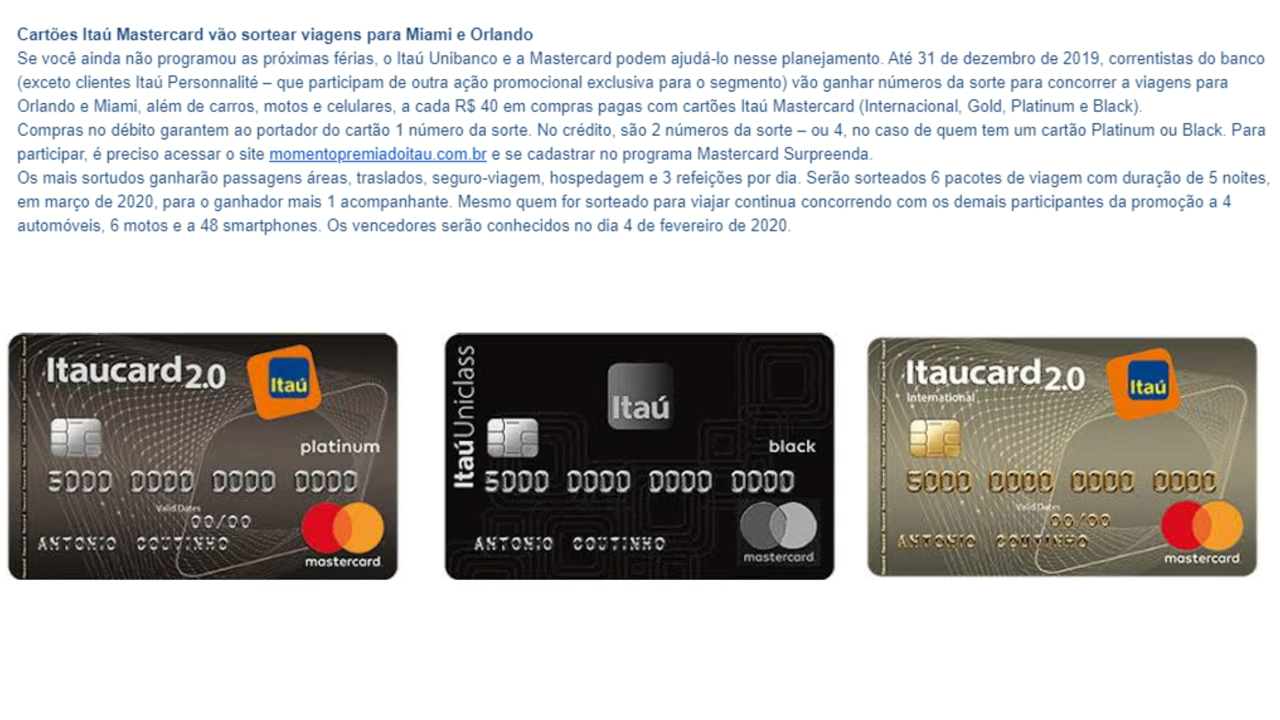 Cartões Itaú Mastercard vão sortear viagens para Miami e Orlando
Se você ainda não programou as próximas férias, o Itaú Unibanco e a Mastercard podem ajudá-lo nesse planejamento. Até 31 de dezembro de 2019, correntistas do banco
(exceto clientes Itaú Personnalité – que participam de outra ação promocional exclusiva para o segmento) vão ganhar números da sorte para concorrer a viagens para
Orlando e Miami, além de carros, motos e celulares, a cada R$ 40 em compras pagas com cartões Itaú Mastercard (Internacional, Gold, Platinum e Black).
Compras no débito garantem ao portador do cartão 1 número da sorte. No crédito, são 2 números da sorte – ou 4, no caso de quem tem um cartão Platinum ou Black. Para
participar, é preciso acessar o site momentopremiadoitau.com.br e se cadastrar no programa Mastercard Surpreenda.
Os mais sortudos ganharão passagens áreas, traslados, seguro-viagem, hospedagem e 3 refeições por dia. Serão sorteados 6 pacotes de viagem com duração de 5 noites,
em março de 2020, para o ganhador mais 1 acompanhante. Mesmo quem for sorteado para viajar continua concorrendo com os demais participantes da promoção a 4
automóveis, 6 motos e a 48 smartphones. Os vencedores serão conhecidos no dia 4 de fevereiro de 2020.
Itaucard 2.0
Itaú
platinum
5000 0000 0000 0000
Valid Dates
00/00
ANTONIO COUTINHO
mastercard
ItaúUniclass
Itaú
black
5000 0000 0000 0000
ANTONIO COUTINHO
mastercard
Itaucard 2.0
International
Itaú
5000 0000 0000 0000
Valid Dates
00/00
ANTONIO COUTINHO
mastercard